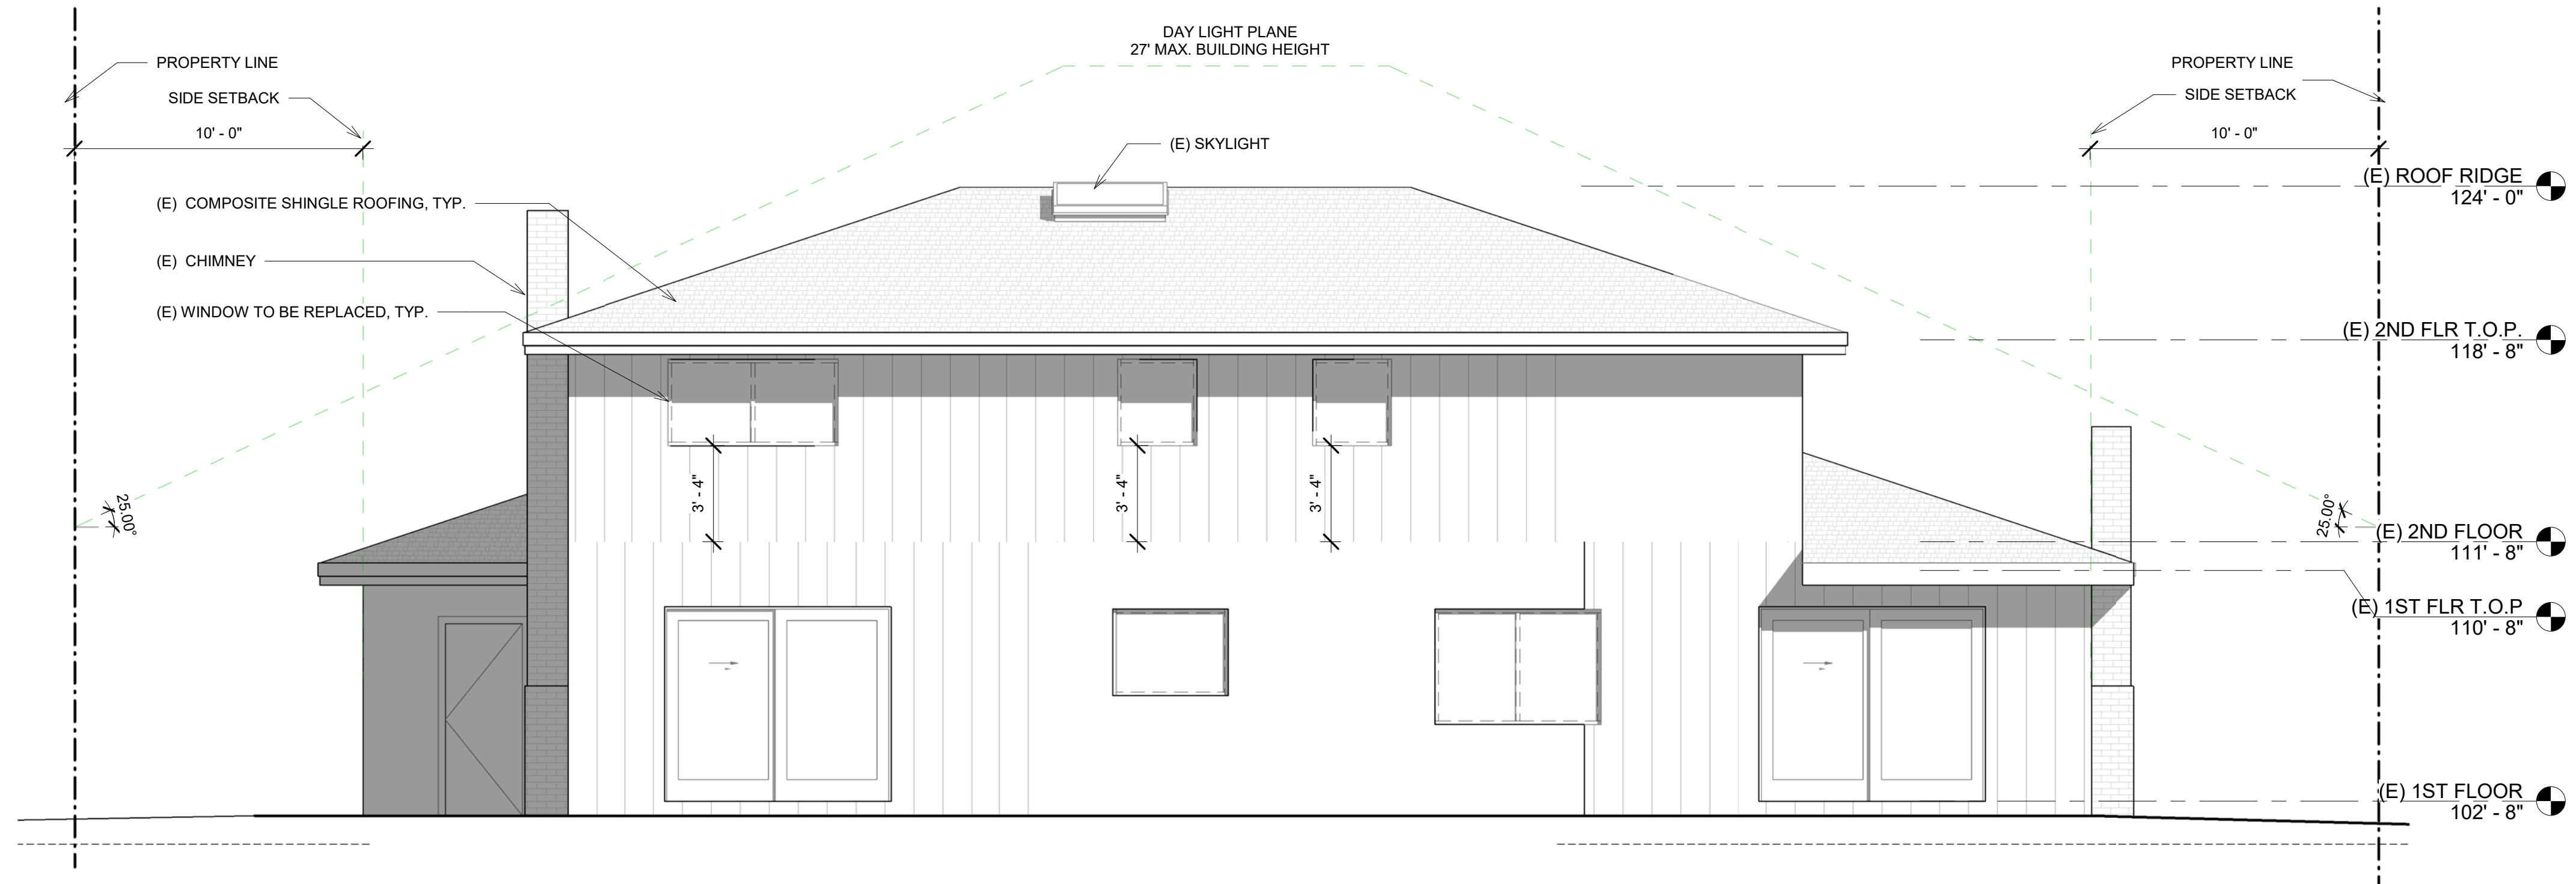 DAY LIGHT PLANE
27' MAX. BUILDING HEIGHT
PROPERTY LINE
SIDE SETBACK
10' - 0"
(E) SKYLIGHT
(E) COMPOSITE SHINGLE ROOFING, TYP.
(E) CHIMNEY
(E) WINDOW TO BE REPLACED, TYP.
3' - 4"
3' - 4"
3' - 4"
25.00°
25.00°
PROPERTY LINE
SIDE SETBACK
10' - 0"
(E) ROOF RIDGE
124' - 0"
(E) 2ND FLR T.O.P.
118' - 8"
(E) 2ND FLOOR
111' - 8"
(E) 1ST FLR T.O.P
110' - 8"
(E) 1ST FLOOR
102' - 8"